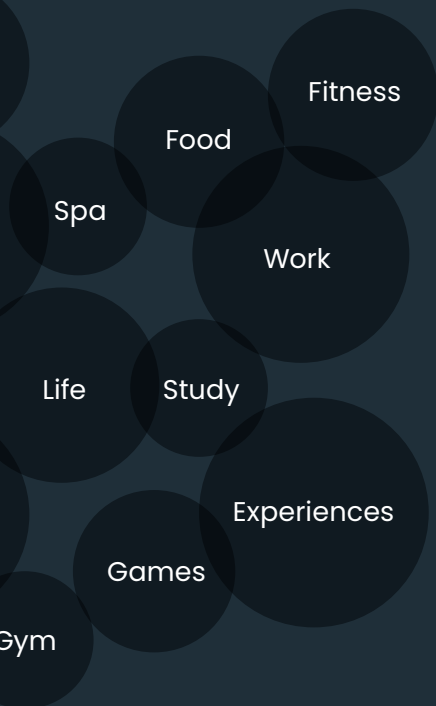 Fitness
Food
Spa
Work
Life
Study
Experiences
Games
Gym